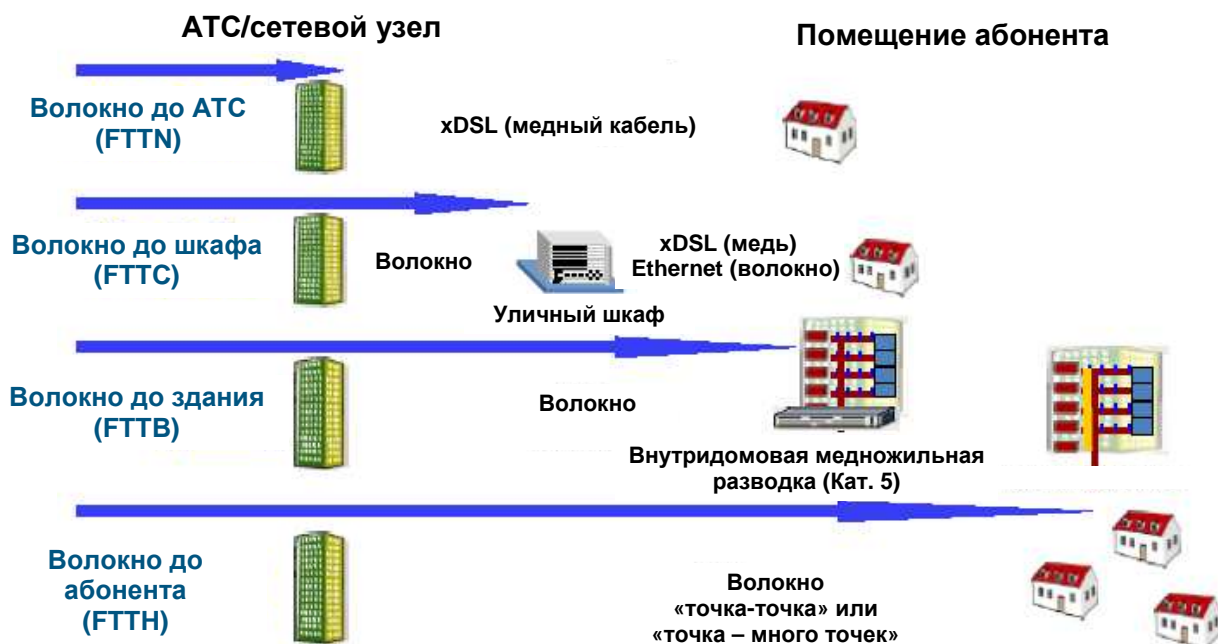 АТС/сетевой узел
Помещение абонента
Волокно до АТС
(FTTN)
xDSL (медный кабель)
Волокно до шкафа
(FTTC)
Волокно
xDSL (медь)
Ethernet (волокно)
Уличный шкаф
Волокно до здания
(FTTB)
Волокно
Внутридомовая медножильная
разводка (Кат. 5)
Волокно до
абонента
(FTTH)
Волокно
«точка-точка» или
«точка – много точек»